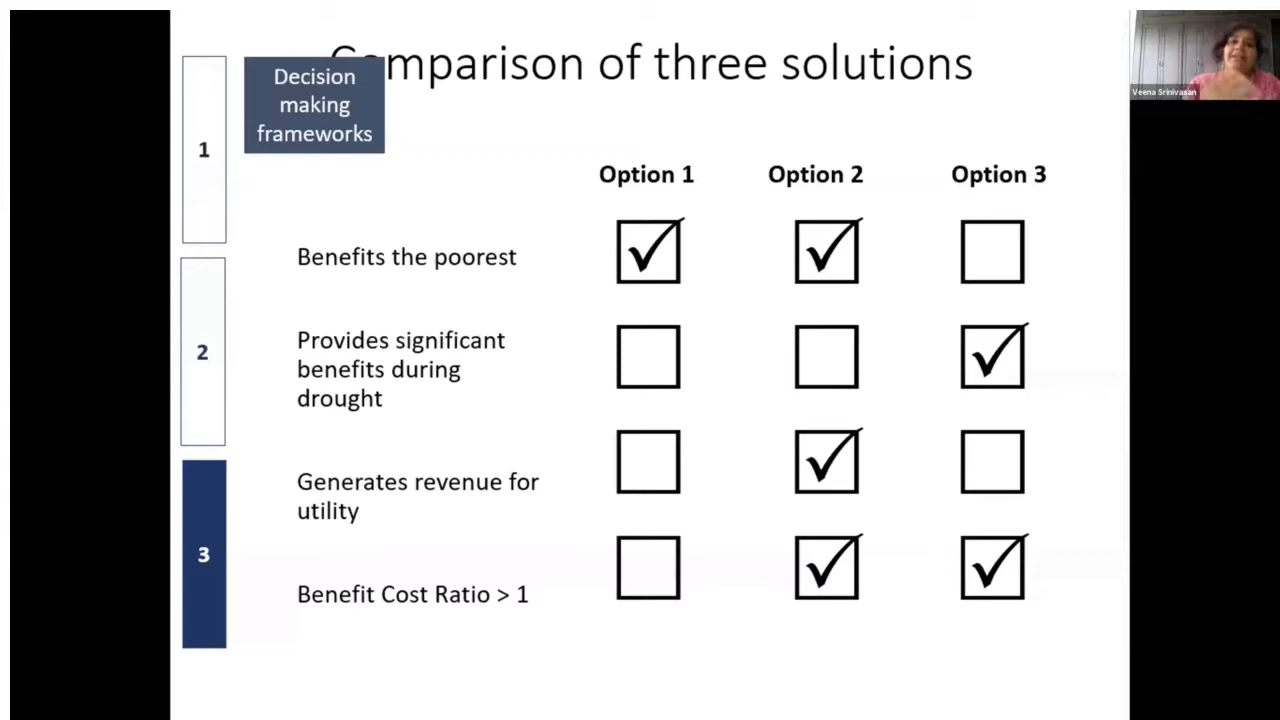 Comparison of three solutions
Decision
making
frameworks
Veena Srinivasan
1
2
3
Option 1 Option 2 Option 3
Benefits the poorest
Provides significant
benefits during
drought
Generates revenue for
utility
Benefit Cost Ratio > 1